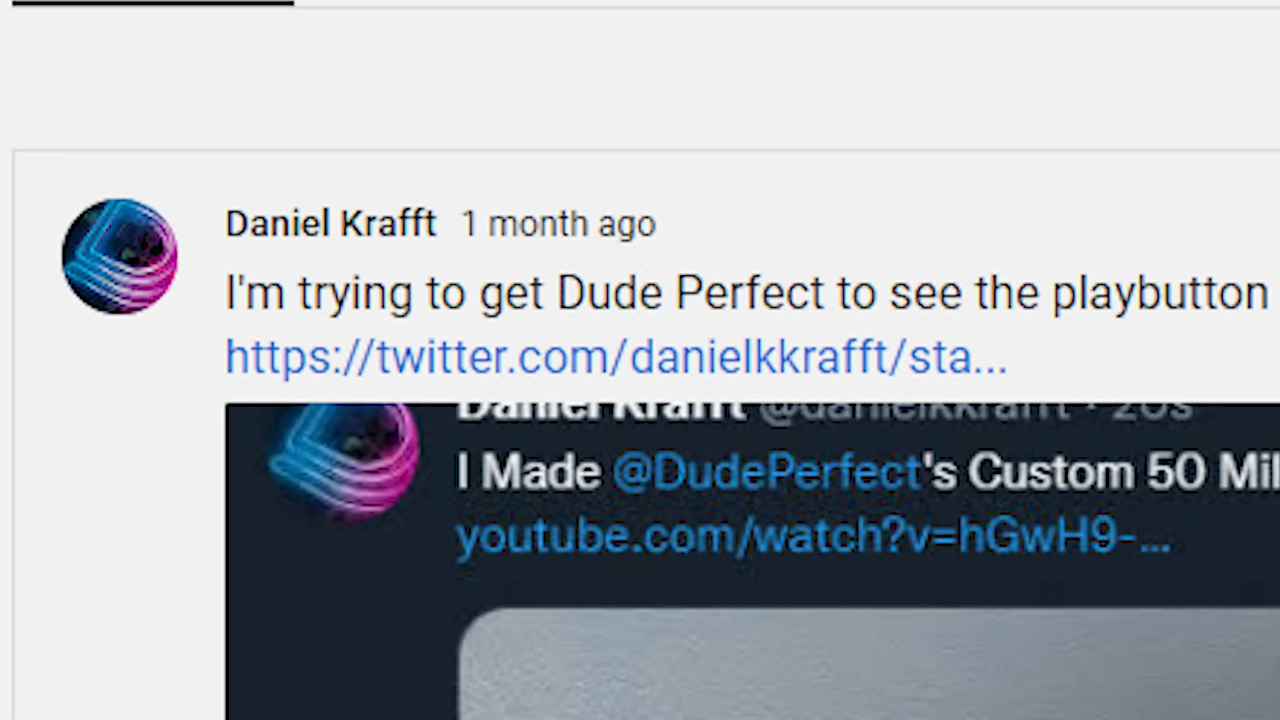 Daniel Krafft 1 month ago
I'm trying to get Dude Perfect to see the playbutton
https://twitter.com/danielkkrafft/sta...
Daniel Krafft @danielkkrafft · 20s
I Made @DudePerfect's Custom 50 Mil
youtube.com/watch?v=hGwH9-...